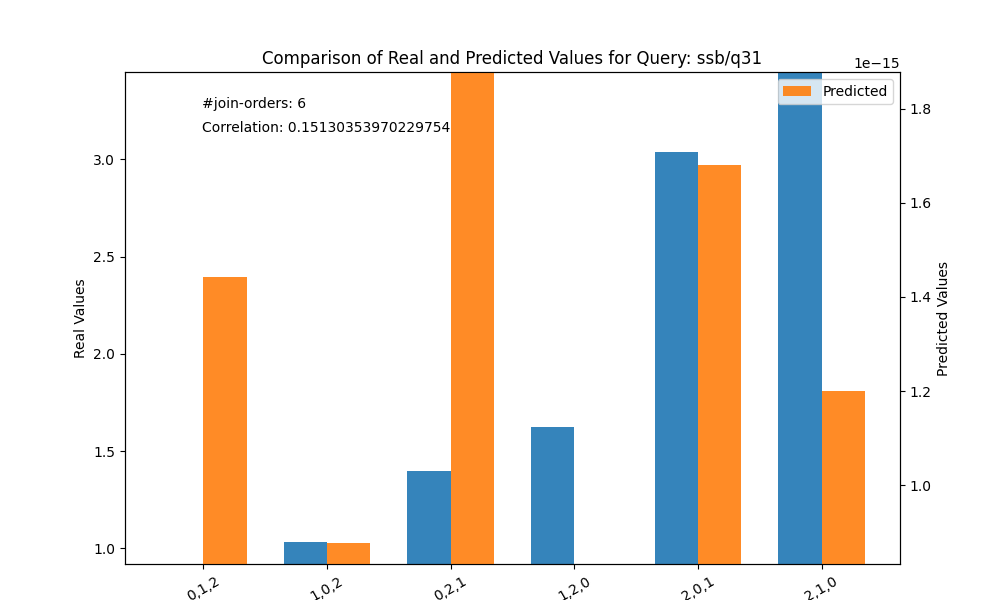 Comparison of Real and Predicted Values for Query: ssb/q31
1e−15
#join-orders: 6
Correlation: 0.15130353970229754
Predicted
Real Values
3.0
2.5
2.0
1.5
1.0
Predicted Values
1.8
1.6
1.4
1.2
1.0
0,1,2
1,0,2
0,2,1
1,2,0
2,0,1
2,1,0